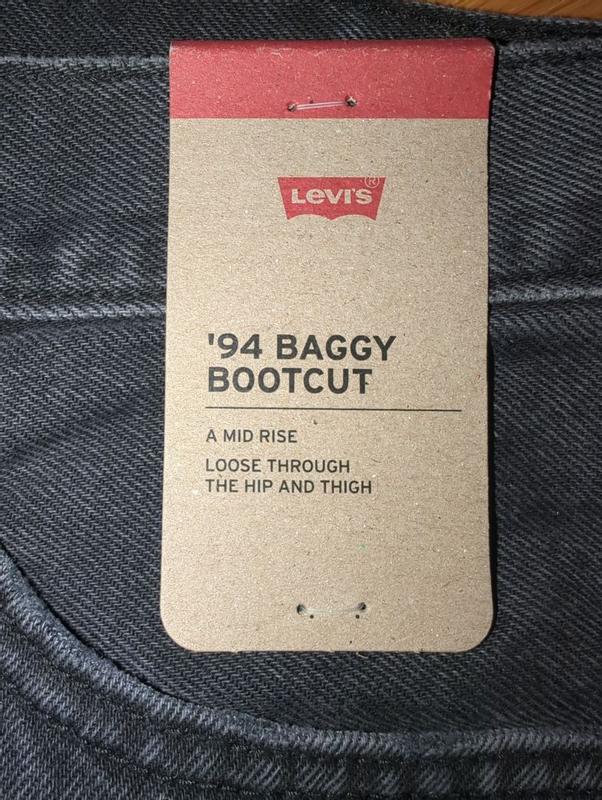 Levi's®
'94 BAGGY
BOOTCUT
A MID RISE
LOOSE THROUGH
THE HIP AND THIGH